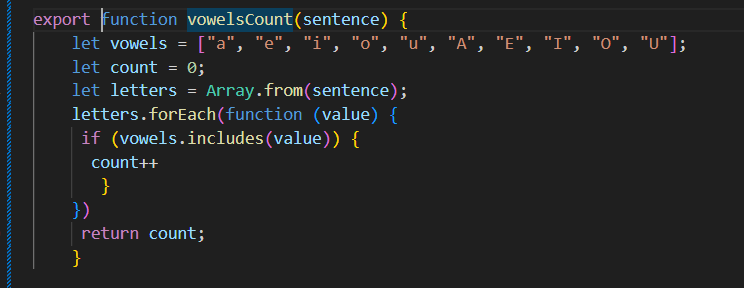 export function vowelsCount(sentence) {
let vowels = ["a", "e", "i", "o", "u", "A", "E", "I", "O", "U"];
let count = 0;
let letters = Array.from(sentence);
letters.forEach(function (value) {
if (vowels.includes(value)) {
count++
}
})
return count;
}